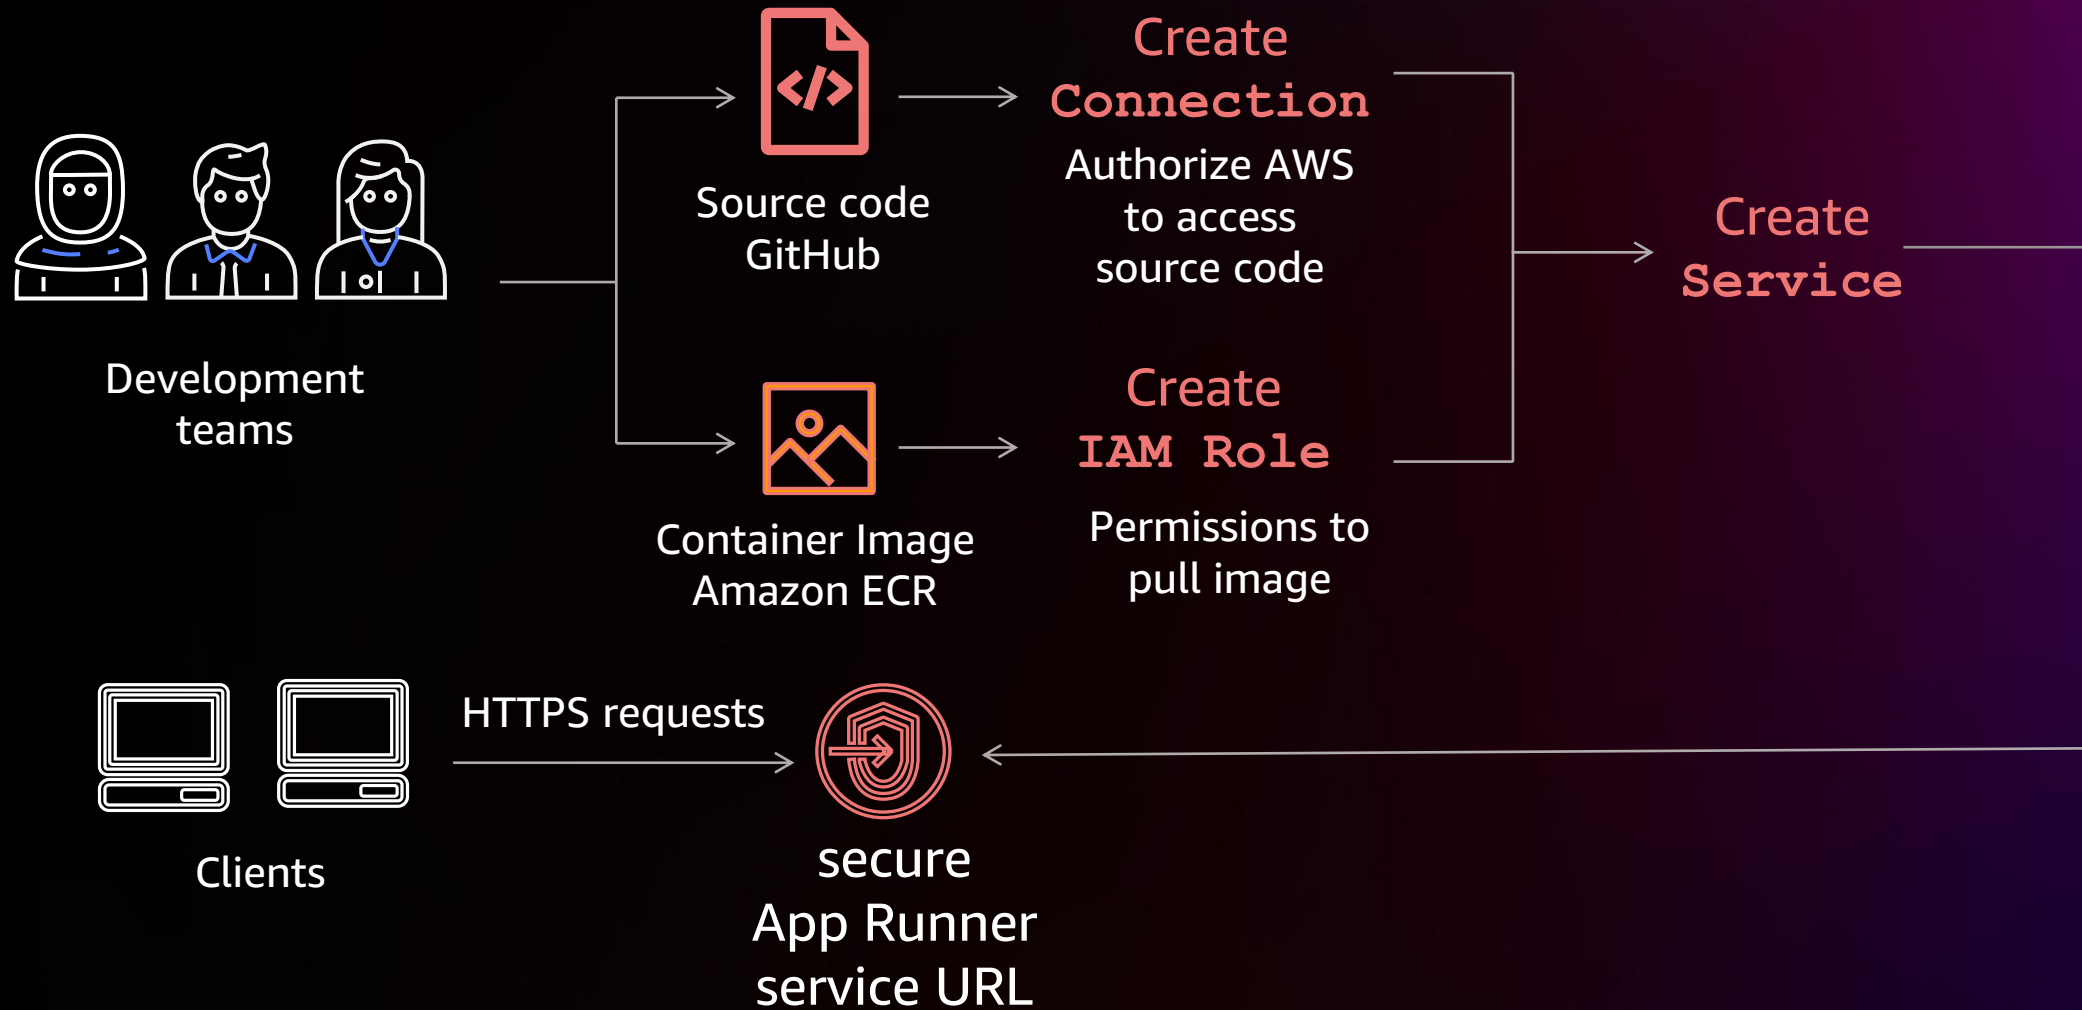 Development
teams
Source code
GitHub
Create
Connection
Authorize AWS
to access
source code
Container Image
Amazon ECR
Create
IAM Role
Permissions to
pull image
Create
Service
Clients
HTTPS requests
secure
App Runner
service URL